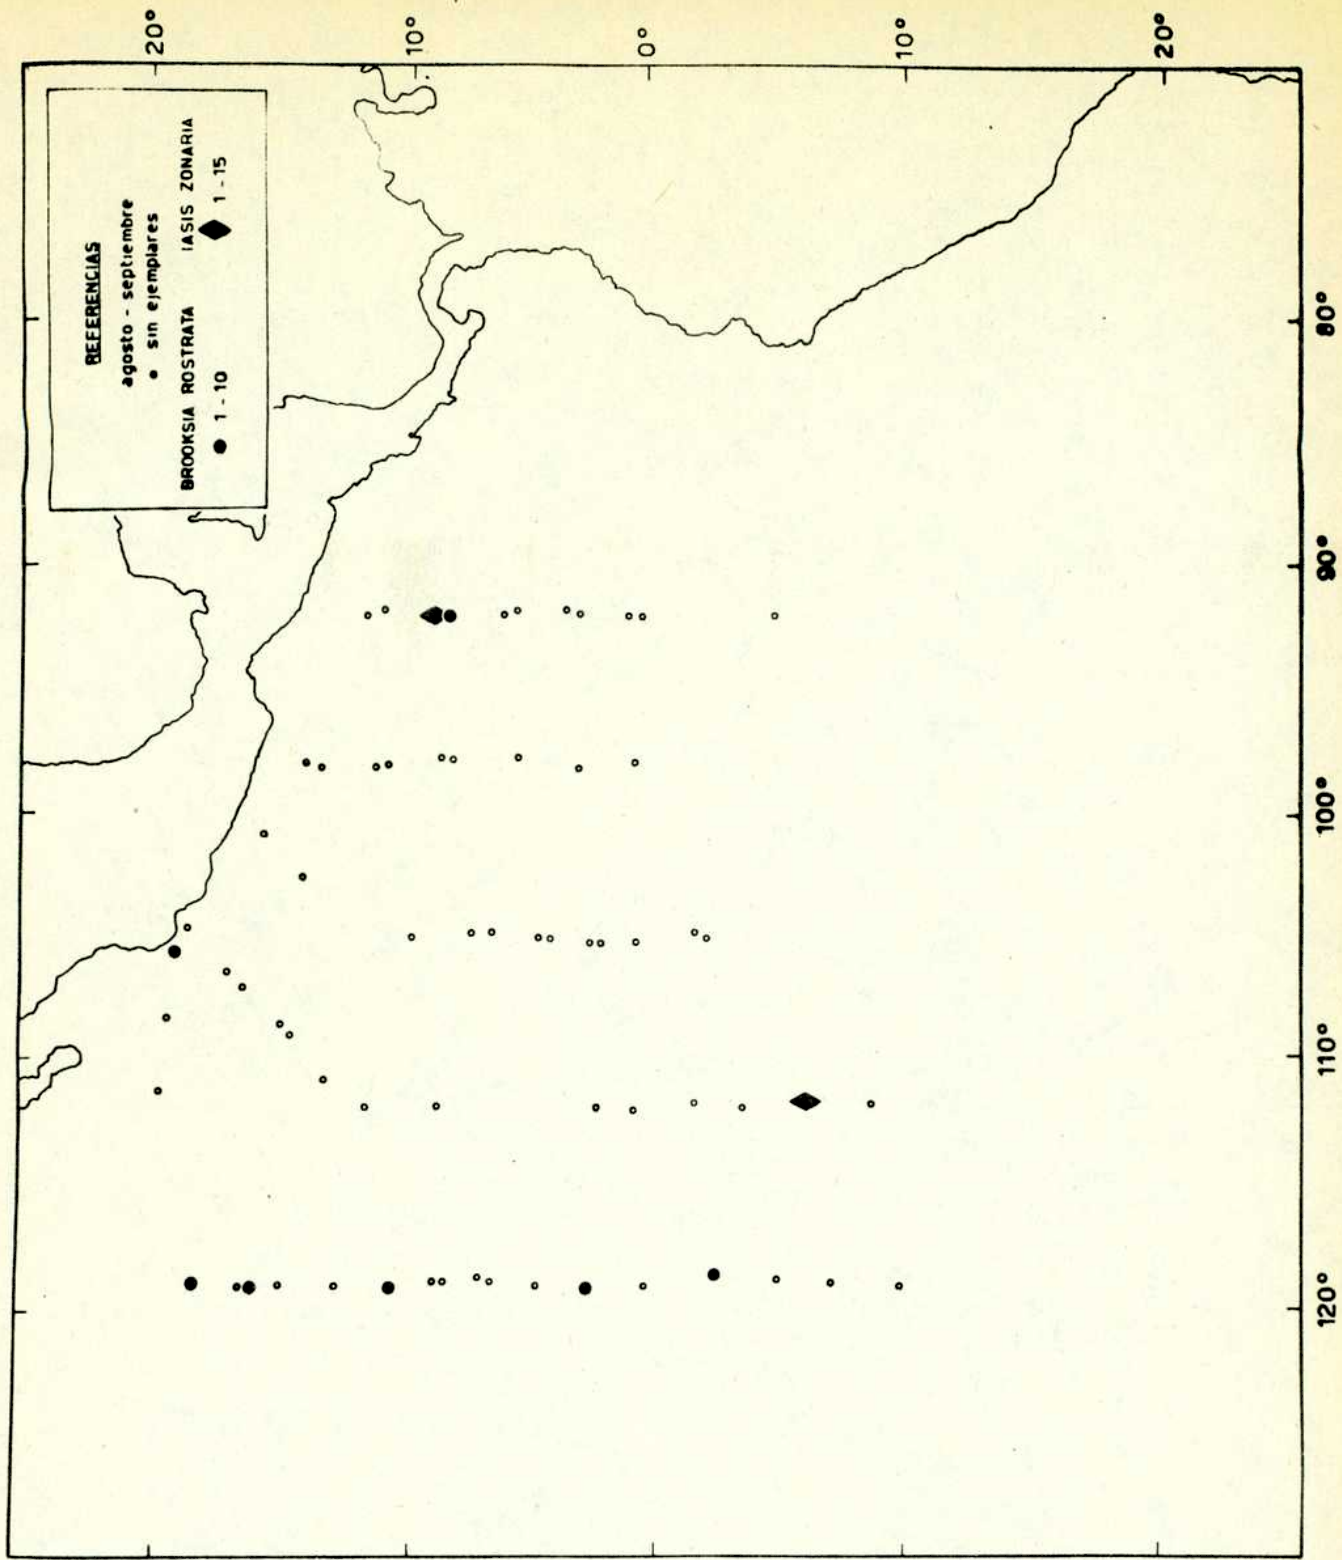 REFERENCIAS
agosto - septiembre
sin ejemplares
BROOKSIA ROSTRATA IASIS ZONARIA
1 - 10 1 - 15
20°
10°
0°
10°
20°
80°
90°
100°
110°
120°